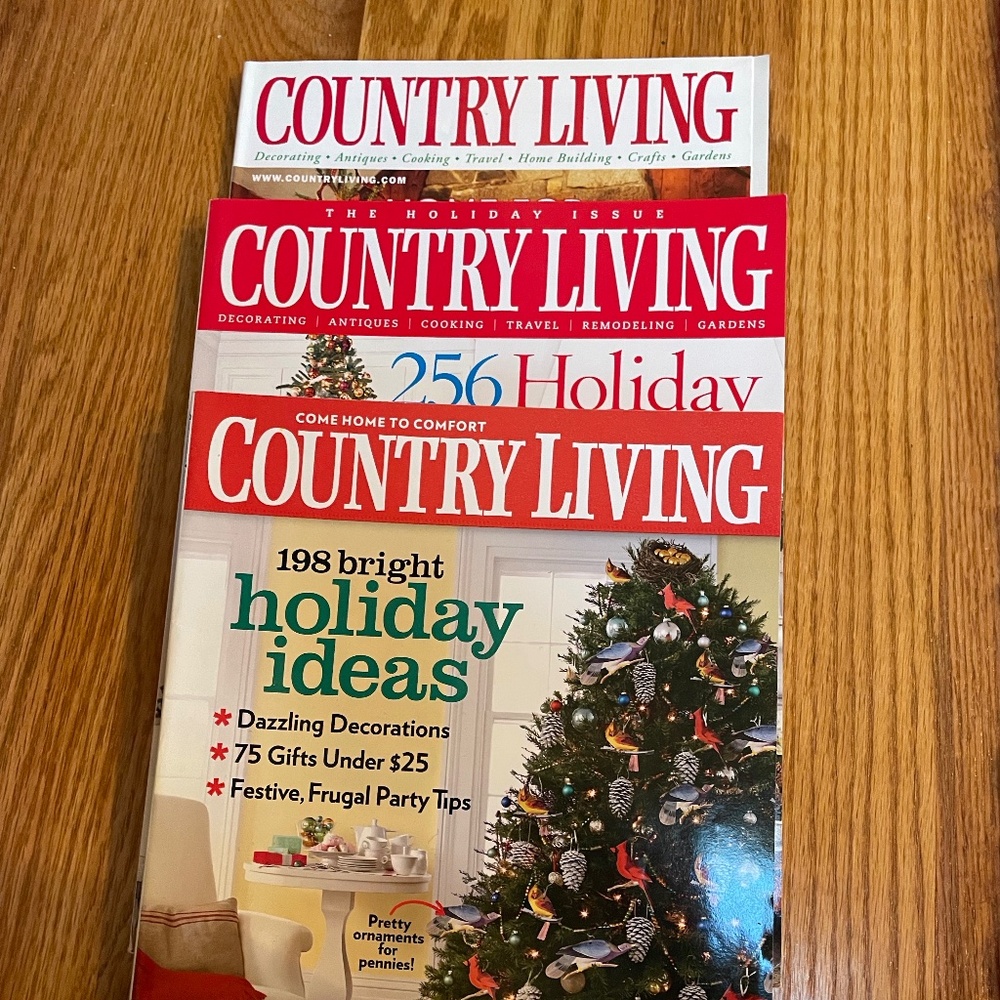 COUNTRY LIVING
Decorating • Antiques • Cooking • Travel • Home Building • Crafts • Gardens
WWW.COUNTRYLIVING.COM
HOME FOR
THE HOLIDAY ISSUE
COUNTRY LIVING
DECORATING | ANTIQUES | COOKING | TRAVEL | REMODELING | GARDENS
256 Holiday
COME HOME TO COMFORT
COUNTRY LIVING
198 bright
holiday
ideas
* Dazzling Decorations
* 75 Gifts Under $25
* Festive, Frugal Party Tips
Pretty
ornaments
for
pennies!